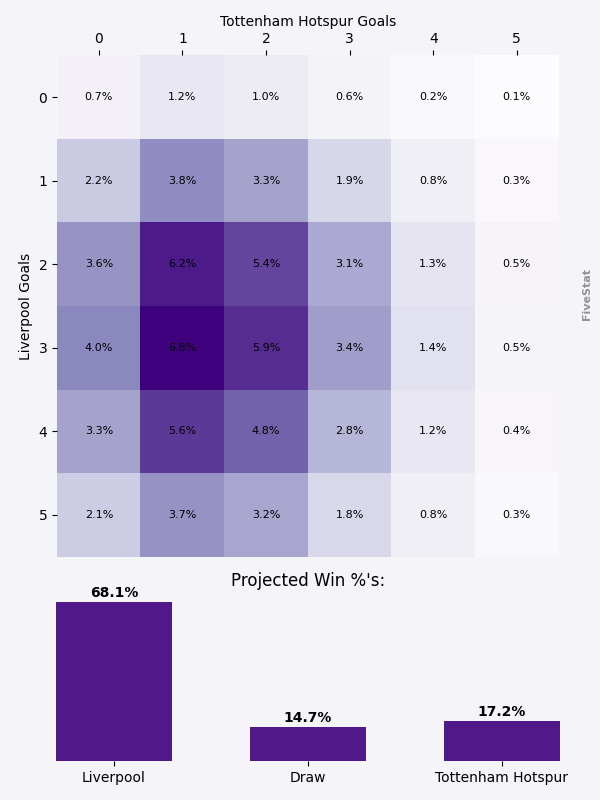 Tottenham Hotspur Goals
0 1 2 3 4 5
0 0.7% 1.2% 1.0% 0.6% 0.2% 0.1%
1 2.2% 3.8% 3.3% 1.9% 0.8% 0.3%
2 3.6% 6.2% 5.4% 3.1% 1.3% 0.5%
3 4.0% 6.8% 5.9% 3.4% 1.4% 0.5%
4 3.3% 5.6% 4.8% 2.8% 1.2% 0.4%
5 2.1% 3.7% 3.2% 1.8% 0.8% 0.3%
Liverpool Goals
FiveStat
Projected Win %'s:
68.1% 14.7% 17.2%
Liverpool Draw Tottenham Hotspur